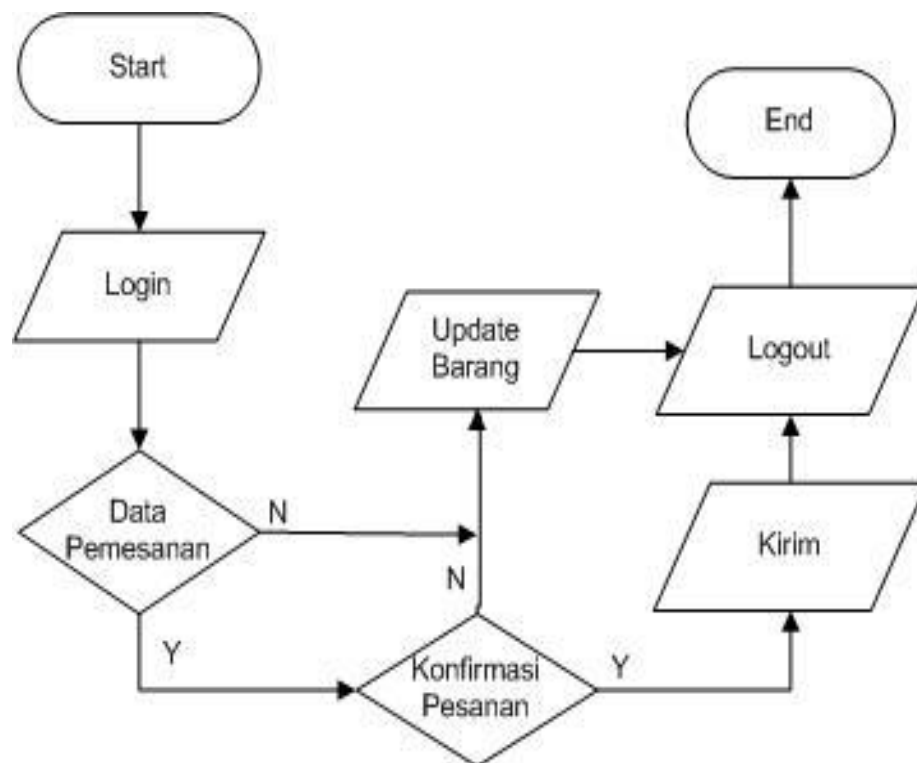 Start
End
Login
Update
Barang
Logout
Data
Pemesanan
N
Kirim
N
Y
Konfirmasi
Pesanan
Y